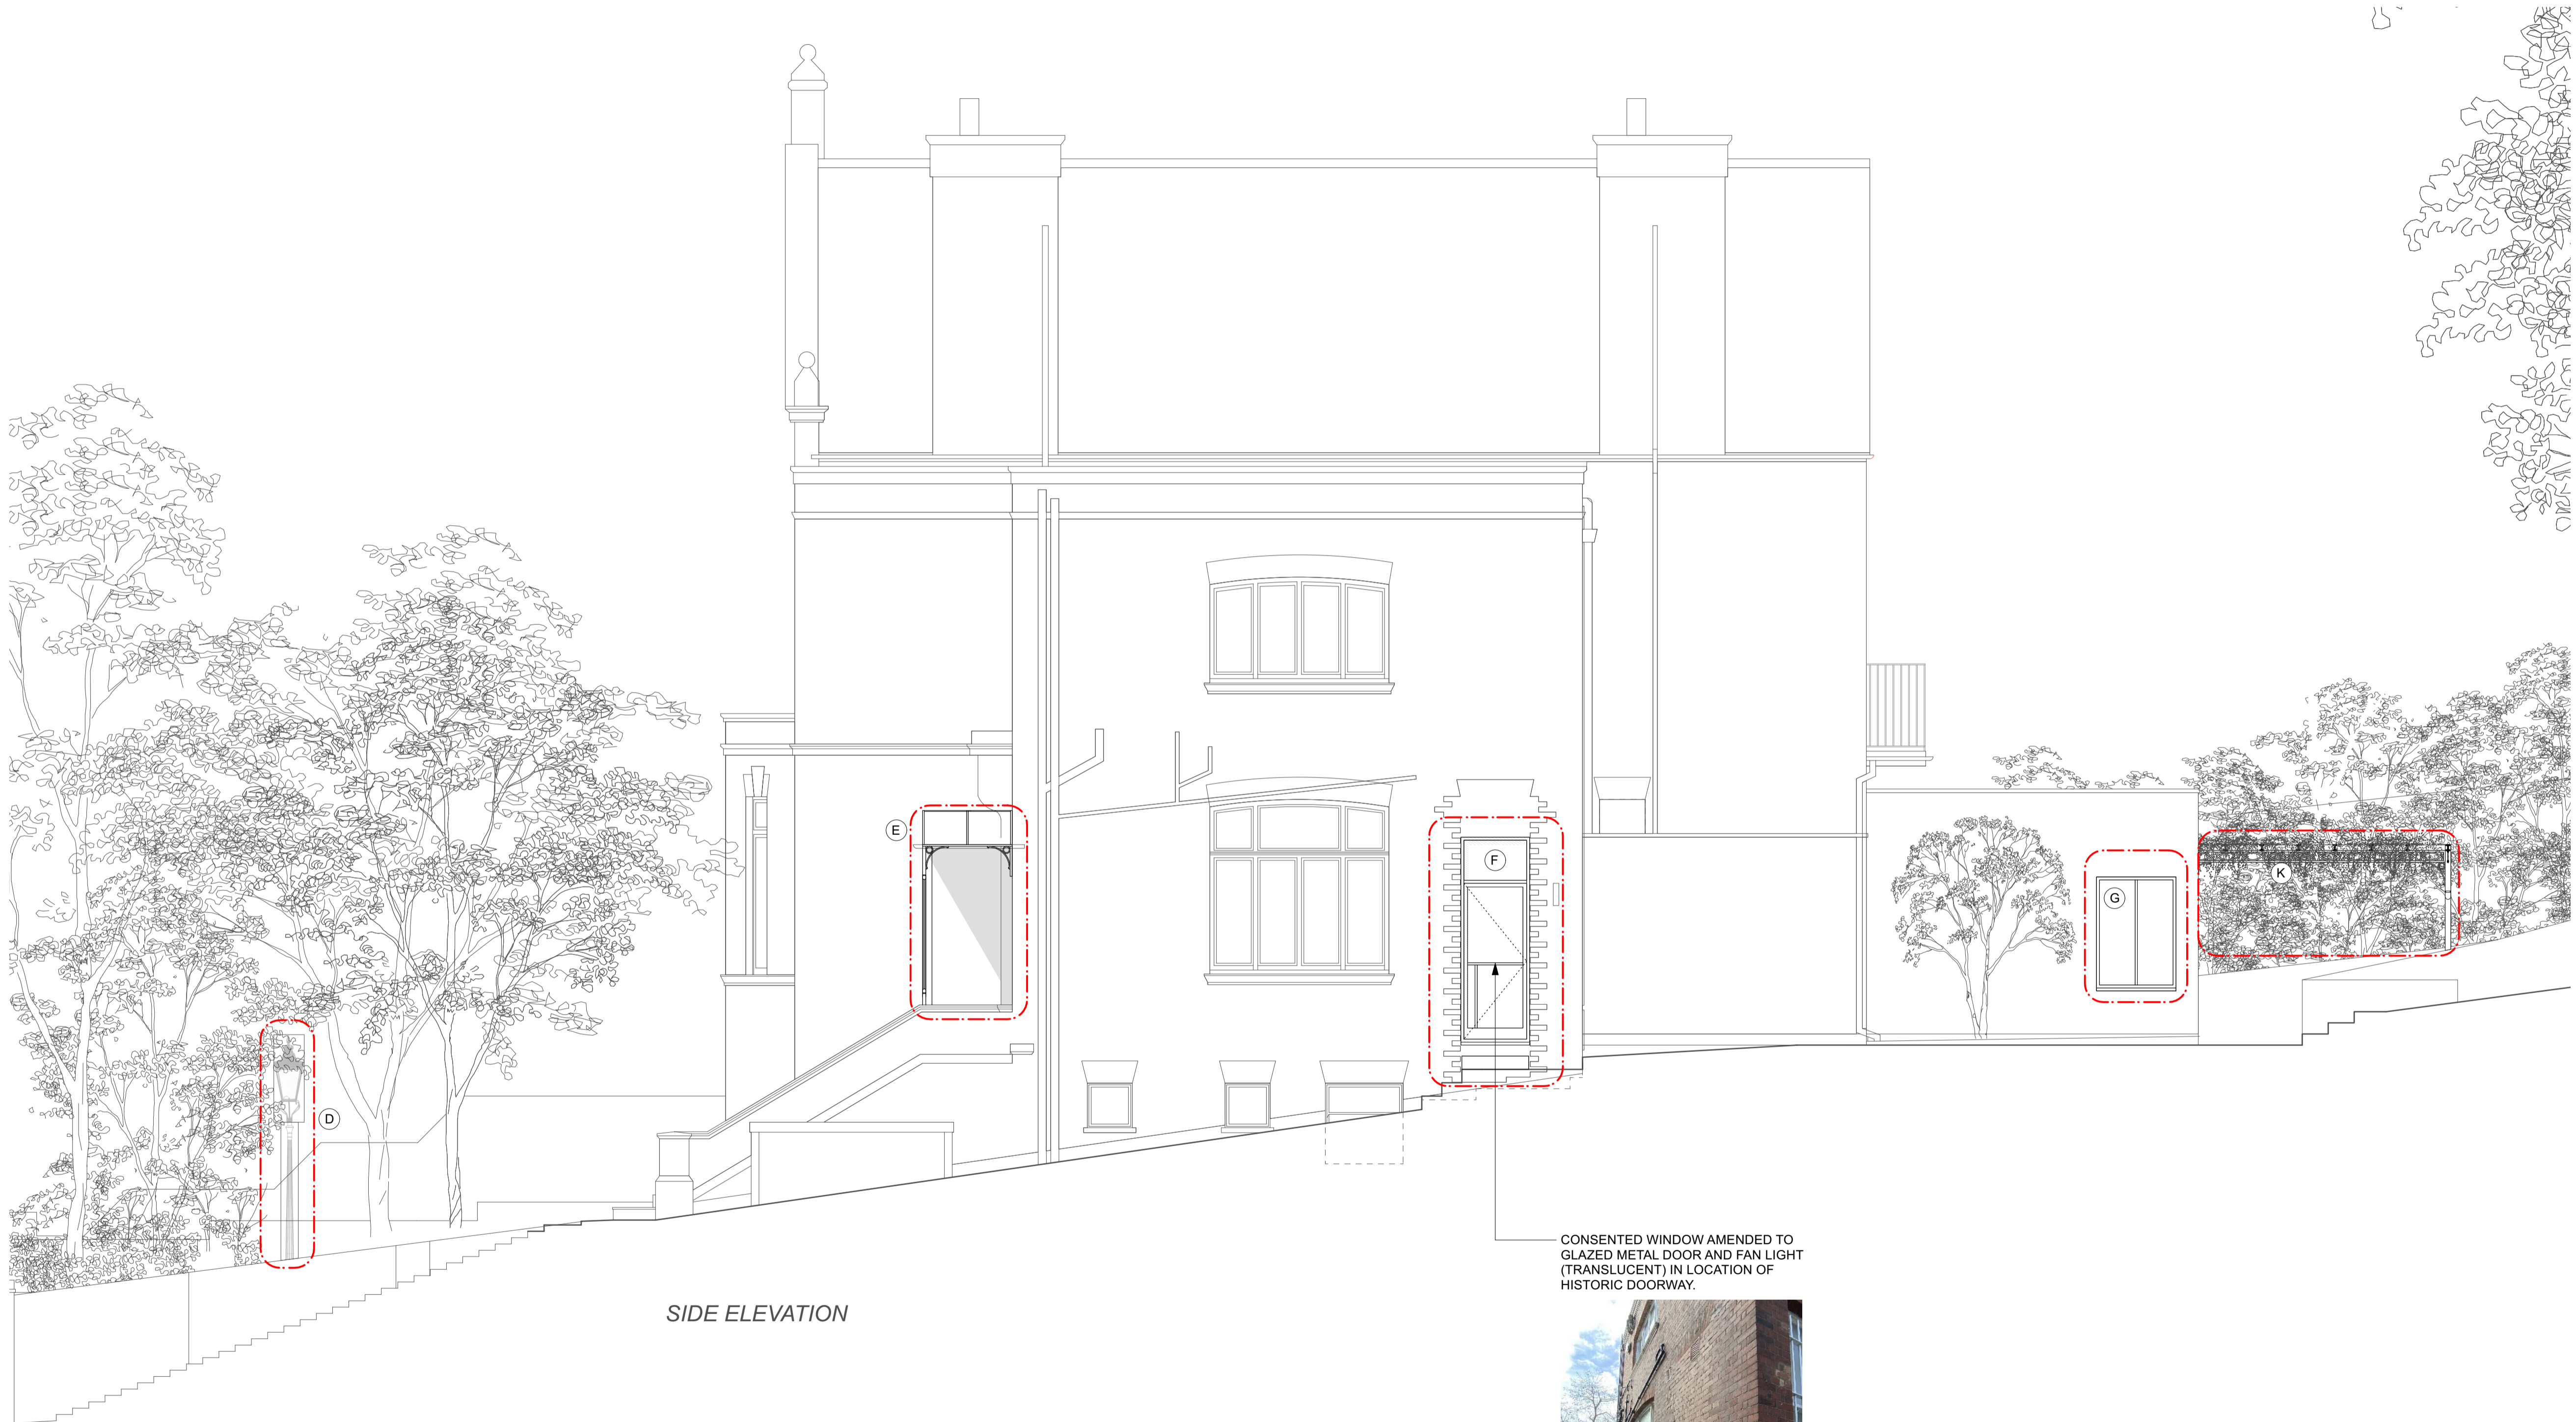 E
F
G
K
D
CONSENTED WINDOW AMENDED TO
GLAZED METAL DOOR AND FAN LIGHT
(TRANSLUCENT) IN LOCATION OF
HISTORIC DOORWAY.
SIDE ELEVATION